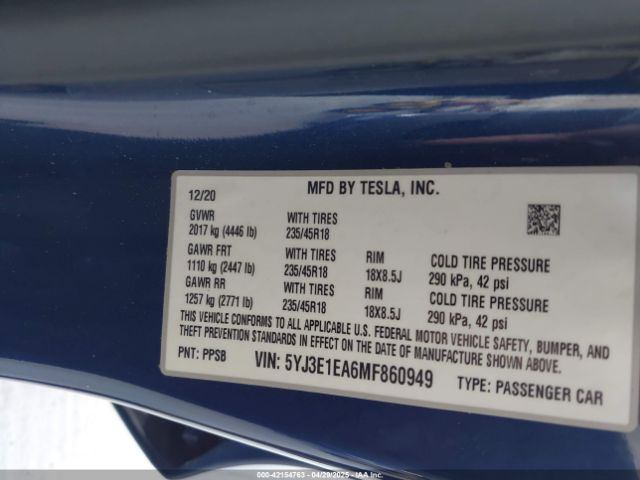 12/20 MFD BY TESLA, INC.
GVWR WITH TIRES
2017 kg (4446 lb) 235/45R18
GAWR FRT WITH TIRES RIM COLD TIRE PRESSURE
1110 kg (2447 lb) 235/45R18 18X8.5J 290 kPa, 42 psi
GAWR RR WITH TIRES RIM COLD TIRE PRESSURE
1257 kg (2771 lb) 235/45R18 18X8.5J 290 kPa, 42 psi
THIS VEHICLE CONFORMS TO ALL APPLICABLE U.S. FEDERAL MOTOR VEHICLE SAFETY, BUMPER, AND
THEFT PREVENTION STANDARDS IN EFFECT ON THE DATE OF MANUFACTURE SHOWN ABOVE.
PNT: PPSB VIN: 5YJ3E1EA6MF860949 TYPE: PASSENGER CAR
000-42154763 - 04/29/2025 - IAAI.COM